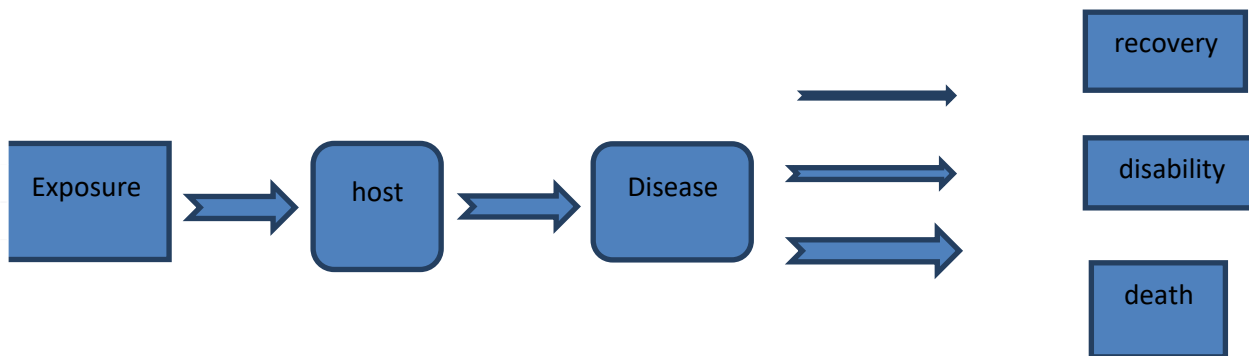 Exposure
host
Disease
recovery
disability
death